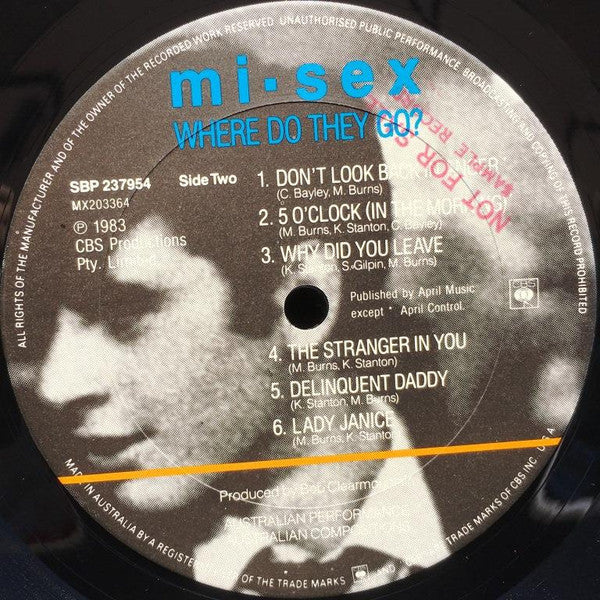 ALL RIGHTS OF THE MANUFACTURER AND OF THE OWNER OF THE RECORDED WORK RESERVED. UNAUTHORISED PUBLIC PERFORMANCE, BROADCASTING AND COPYING OF THIS RECORD PROHIBITED
mi·sex
WHERE DO THEY GO?
NOT FOR
SAMPLE RECORD
SBP 237954 Side Two
MX203364
℗ 1983
CBS Productions
Pty.
1. DON'T LOOK BACK
(C. Bayley, M. Burns)
2. 5 O'CLOCK (IN THE
(M. Burns, K. Stanton, C. Bayley)
3. WHY DID YOU LEAVE
(K. Stanton, S. Gilpin, M. Burns)
CBS
Published by April Music
except * April Control.
4. THE STRANGER IN YOU
(M. Burns, K. Stanton)
5. DELINQUENT DADDY
(K. Stanton, M. Burns)
6. LADY JANICE
(M. Burns, K. Stanton)
Produced by Bob
AUSTRALIAN
AUSTRALIAN
MADE IN AUSTRALIA BY A REGISTERED
OF THE TRADE MARKS
TRADE MARKS OF CBS INC. U.S.A